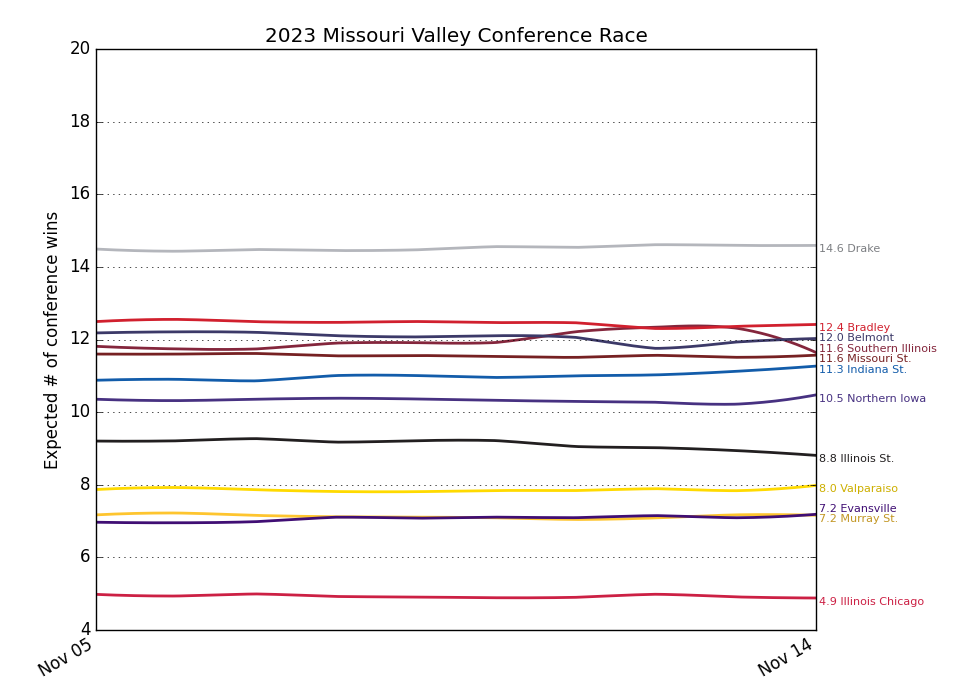 2023 Missouri Valley Conference Race
Expected # of conference wins
20
18
16
14
12
10
8
6
4
Nov 05
Nov 14
14.6 Drake
12.4 Bradley
12.0 Belmont
11.6 Southern Illinois
11.6 Missouri St.
11.3 Indiana St.
10.5 Northern Iowa
8.8 Illinois St.
8.0 Valparaiso
7.2 Evansville
7.2 Murray St.
4.9 Illinois Chicago